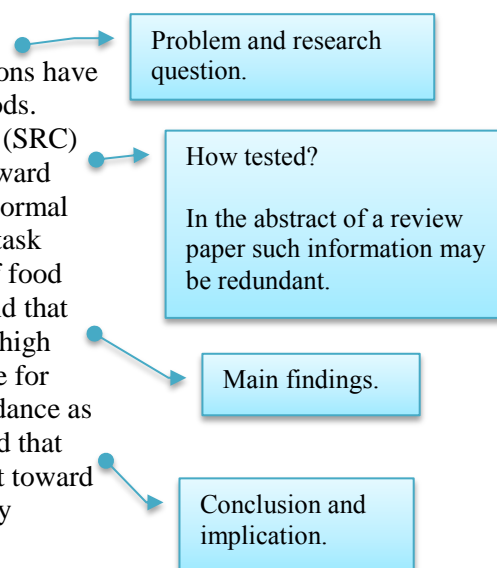 ons have
ods.
(SRC)
ward
ormal
task
f food
d that
high
e for
dance as
d that
t toward
y
Problem and research
question.
How tested?
In the abstract of a review
paper such information may
be redundant.
Main findings.
Conclusion and
implication.